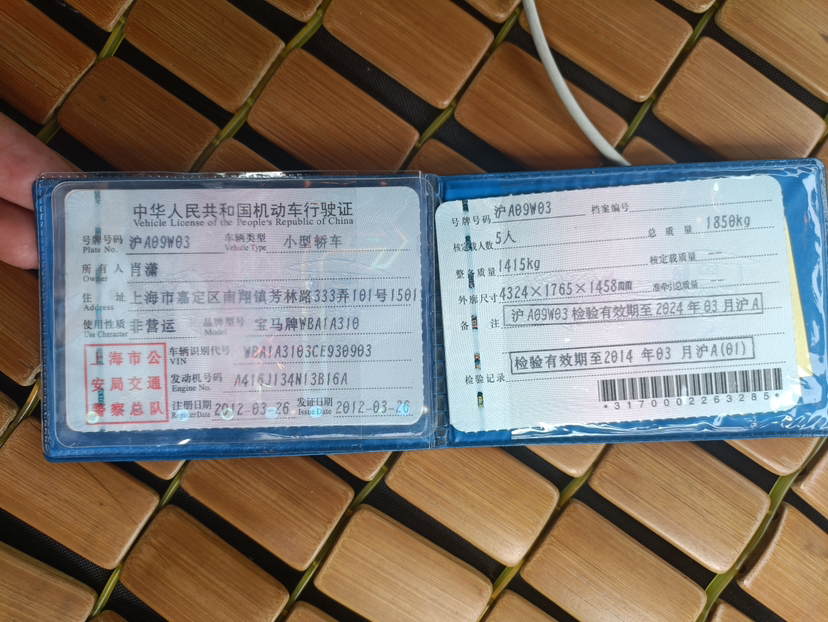 中华人民共和国机动车行驶证
Vehicle License of the People's Republic of China
号牌号码 沪A09W03 车辆类型 小型轿车
Plate No. Vehicle Type
所有人 肖潇
Owner
住址 上海市嘉定区南翔镇芳林路333弄101号1501
Address
使用性质 非营运 品牌型号 宝马牌WBA1A310
Use Character Model
上海市公
安局交通
警察总队
车辆识别代号 WBA1A3103CE930903
VIN
发动机号码 A416J134N13B16A
Engine No.
注册日期 2012-03-26 发证日期 2012-03-26
Register Date Issue Date
号牌号码 沪A09W03 档案编号
核定载人数 5人 总质量 1850kg
整备质量 1415kg 核定载质量 --
外廓尺寸 4324×1765×1458mm 准牵引总质量 --
备注 沪A09W03 检验有效期至2024年03月沪A
检验有效期至2014年03月沪A(01)
检验记录
*3170002263285*